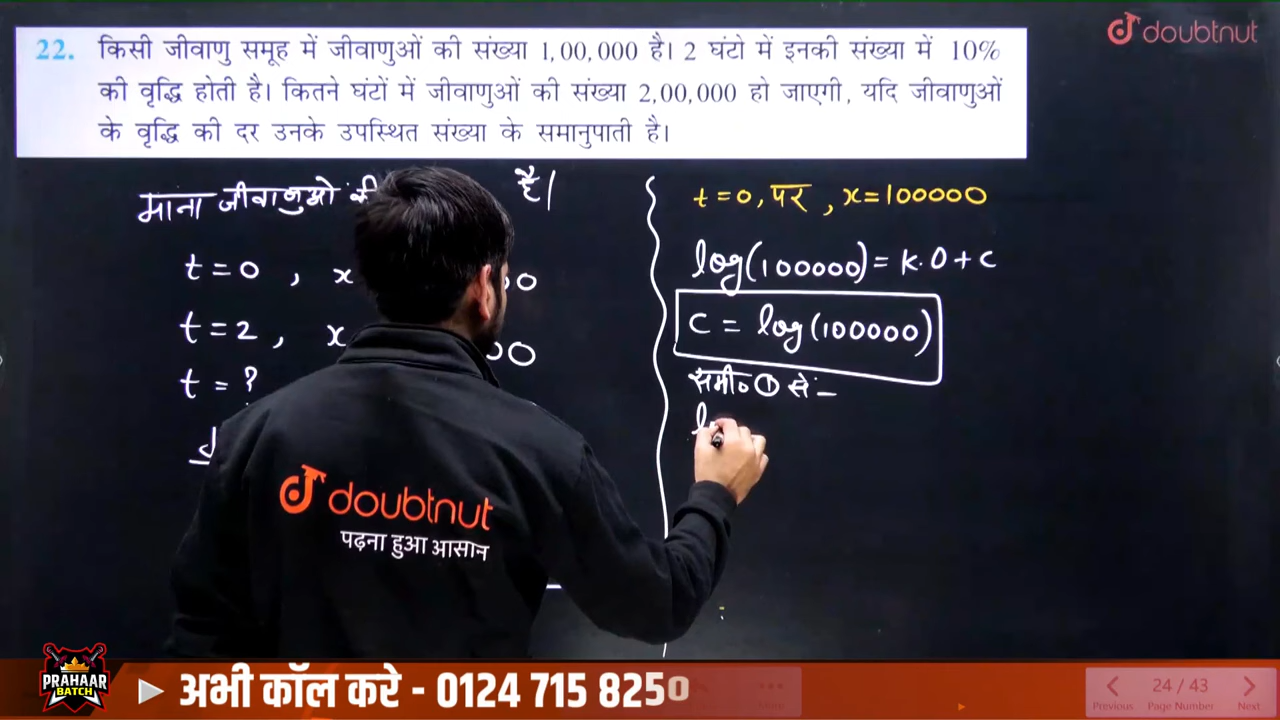 doubtnut
22. किसी जीवाणु समूह में जीवाणुओं की संख्या 1,00,000 है। 2 घंटो में इनकी संख्या में 10%
की वृद्धि होती है। कितने घंटों में जीवाणुओं की संख्या 2,00,000 हो जाएगी, यदि जीवाणुओं
के वृद्धि की दर उनके उपस्थित संख्या के समानुपाती है।
माना जीवाणुओ की है।
t = 0 , x 00
t = 2 , x 00
t = ?
t=0, पर , x=100000
log(100000) = K.0 + C
C = log(100000)
समी० ① से:-
doubtnut
पढ़ना हुआ आसान
PRAHAAR
BATCH
अभी कॉल करे - 0124 715 8250
24 / 43
Previous Page Number Next